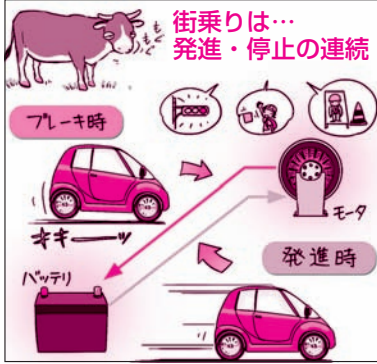 街乗りは…
発進・停止の連続
もぐもぐ
ブレーキ時
キキーーッ
モータ
発進時
バッテリ